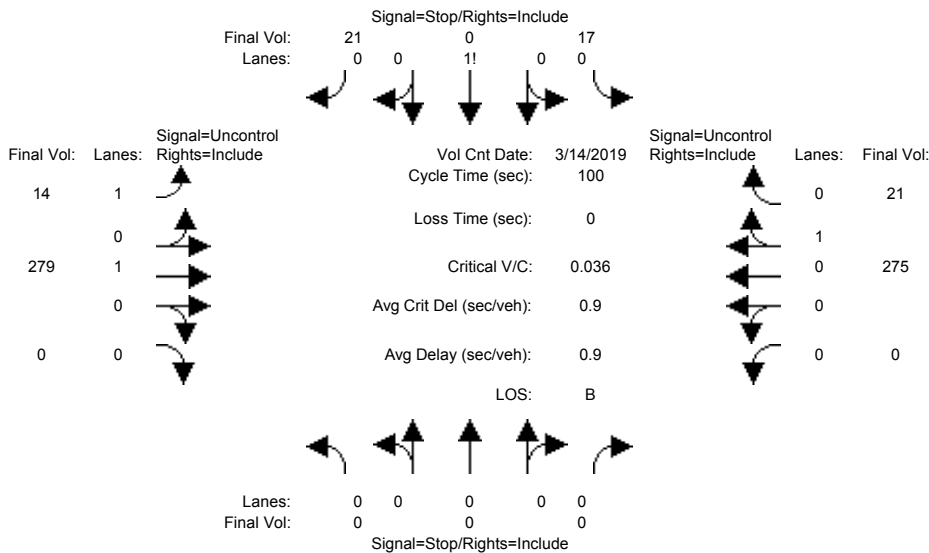 Signal=Stop/Rights=Include
Final Vol: 21 0 17
Lanes: 0 0 1! 0 0
Signal=Uncontrol Signal=Uncontrol
Final Vol: Lanes: Rights=Include Vol Cnt Date: 3/14/2019 Rights=Include Lanes: Final Vol:
Cycle Time (sec): 100
14 1 0 21
Loss Time (sec): 0
0 1
279 1 Critical V/C: 0.036 0 275
0 Avg Crit Del (sec/veh): 0.9 0
0 0 Avg Delay (sec/veh): 0.9 0 0
LOS: B
Lanes: 0 0 0 0 0
Final Vol: 0 0 0
Signal=Stop/Rights=Include